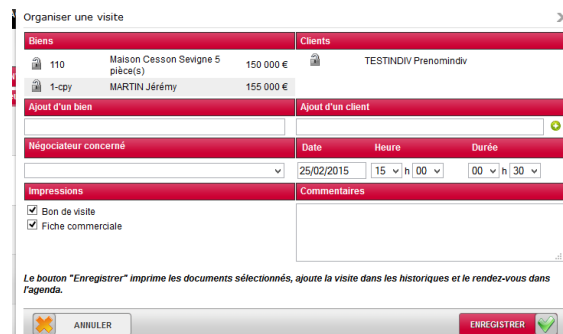 Organiser une visite
Biens
Clients
110 Maison Cesson Sevigne 5 pièce(s) 150 000 €
TESTINDIV Prenomindiv
1-cpy MARTIN Jérémy 155 000 €
Ajout d'un bien
Ajout d'un client
Négociateur concerné
Date Heure Durée
25/02/2015 15 h 00 00 h 30
Impressions
Commentaires
Bon de visite
Fiche commerciale
Le bouton "Enregistrer" imprime les documents sélectionnés, ajoute la visite dans les historiques et le rendez-vous dans
l'agenda.
ANNULER
ENREGISTRER